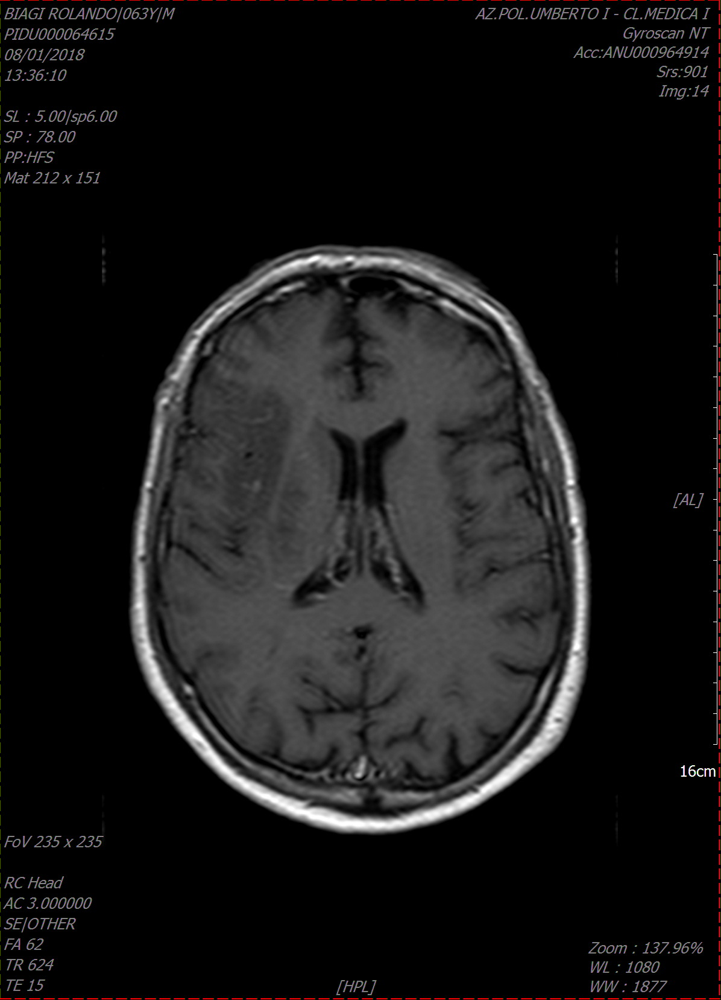 BIAGI ROLANDO|063Y|M
PIDU000064615
08/01/2018
13:36:10
SL : 5.00|sp6.00
SP : 78.00
PP:HFS
Mat 212 x 151
AZ.POL.UMBERTO I - CL.MEDICA I
Gyroscan NT
Acc:ANU000964914
Srs:901
Img:14
[AL]
16cm
FoV 235 x 235
RC Head
AC 3.000000
SE|OTHER
FA 62
TR 624
TE 15
[HPL]
Zoom : 137.96%
WL : 1080
WW : 1877